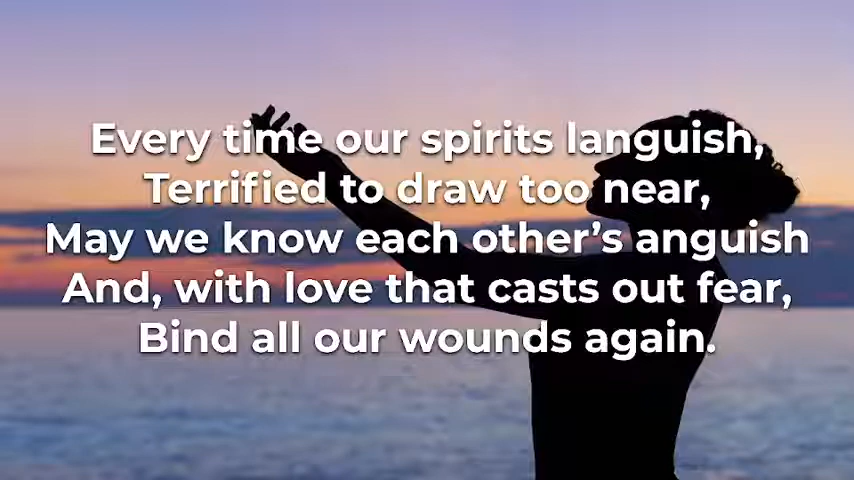 Every time our spirits languish,
Terrified to draw too near,
May we know each other’s anguish
And, with love that casts out fear,
Bind all our wounds again.